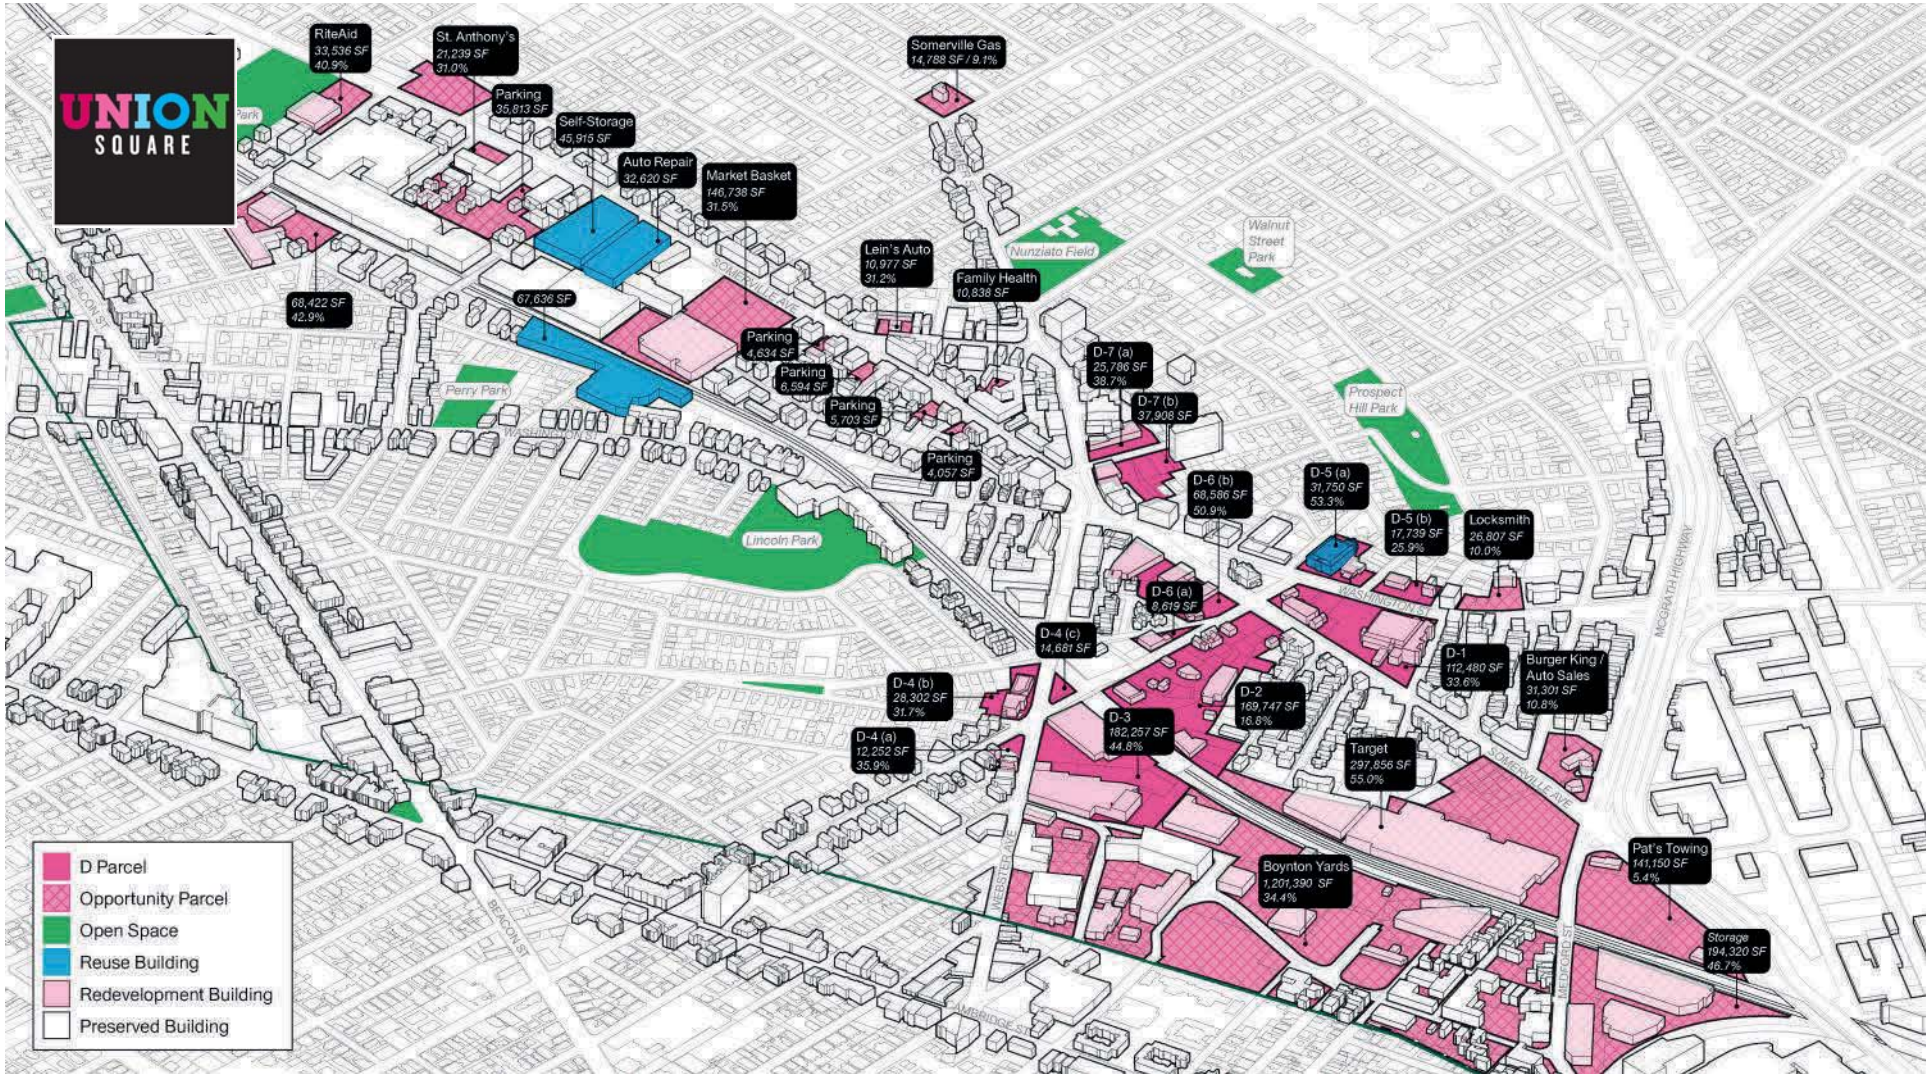 UNION
SQUARE
Park
RiteAid
33,536 SF
40.9%
St. Anthony's
21,239 SF
31.0%
Parking
35,813 SF
Self-Storage
45,915 SF
Auto Repair
32,620 SF
Market Basket
146,738 SF
31.5%
Somerville Gas
14,788 SF / 9.1%
Lein's Auto
10,977 SF
31.2%
Family Health
10,838 SF
Nunziato Field
Walnut
Street
Park
68,422 SF
42.9%
67,636 SF
BEACON ST
SOMERVILLE AVE
Parking
4,634 SF
Parking
6,594 SF
Parking
5,703 SF
Parking
4,057 SF
Perry Park
WASHINGTON ST
Lincoln Park
Prospect
Hill Park
D-7 (a)
25,786 SF
38.7%
D-7 (b)
37,908 SF
D-6 (b)
68,586 SF
50.9%
D-5 (a)
31,750 SF
53.3%
D-5 (b)
17,739 SF
25.9%
Locksmith
26,807 SF
10.0%
D-6 (a)
8,619 SF
WASHINGTON ST
MCGRATH HIGHWAY
D-4 (c)
14,681 SF
D-4 (b)
28,302 SF
31.7%
D-4 (a)
12,252 SF
35.9%
D-1
112,480 SF
33.6%
Burger King /
Auto Sales
31,301 SF
10.8%
D-2
169,747 SF
16.8%
D-3
182,257 SF
44.8%
Target
297,856 SF
55.0%
SOMERVILLE AVE
WEBSTER AVE
Boynton Yards
1,201,390 SF
34.4%
Pat's Towing
141,150 SF
5.4%
Storage
194,320 SF
46.7%
MEDFORD ST
BEACON ST
CAMBRIDGE ST
D Parcel
Opportunity Parcel
Open Space
Reuse Building
Redevelopment Building
Preserved Building